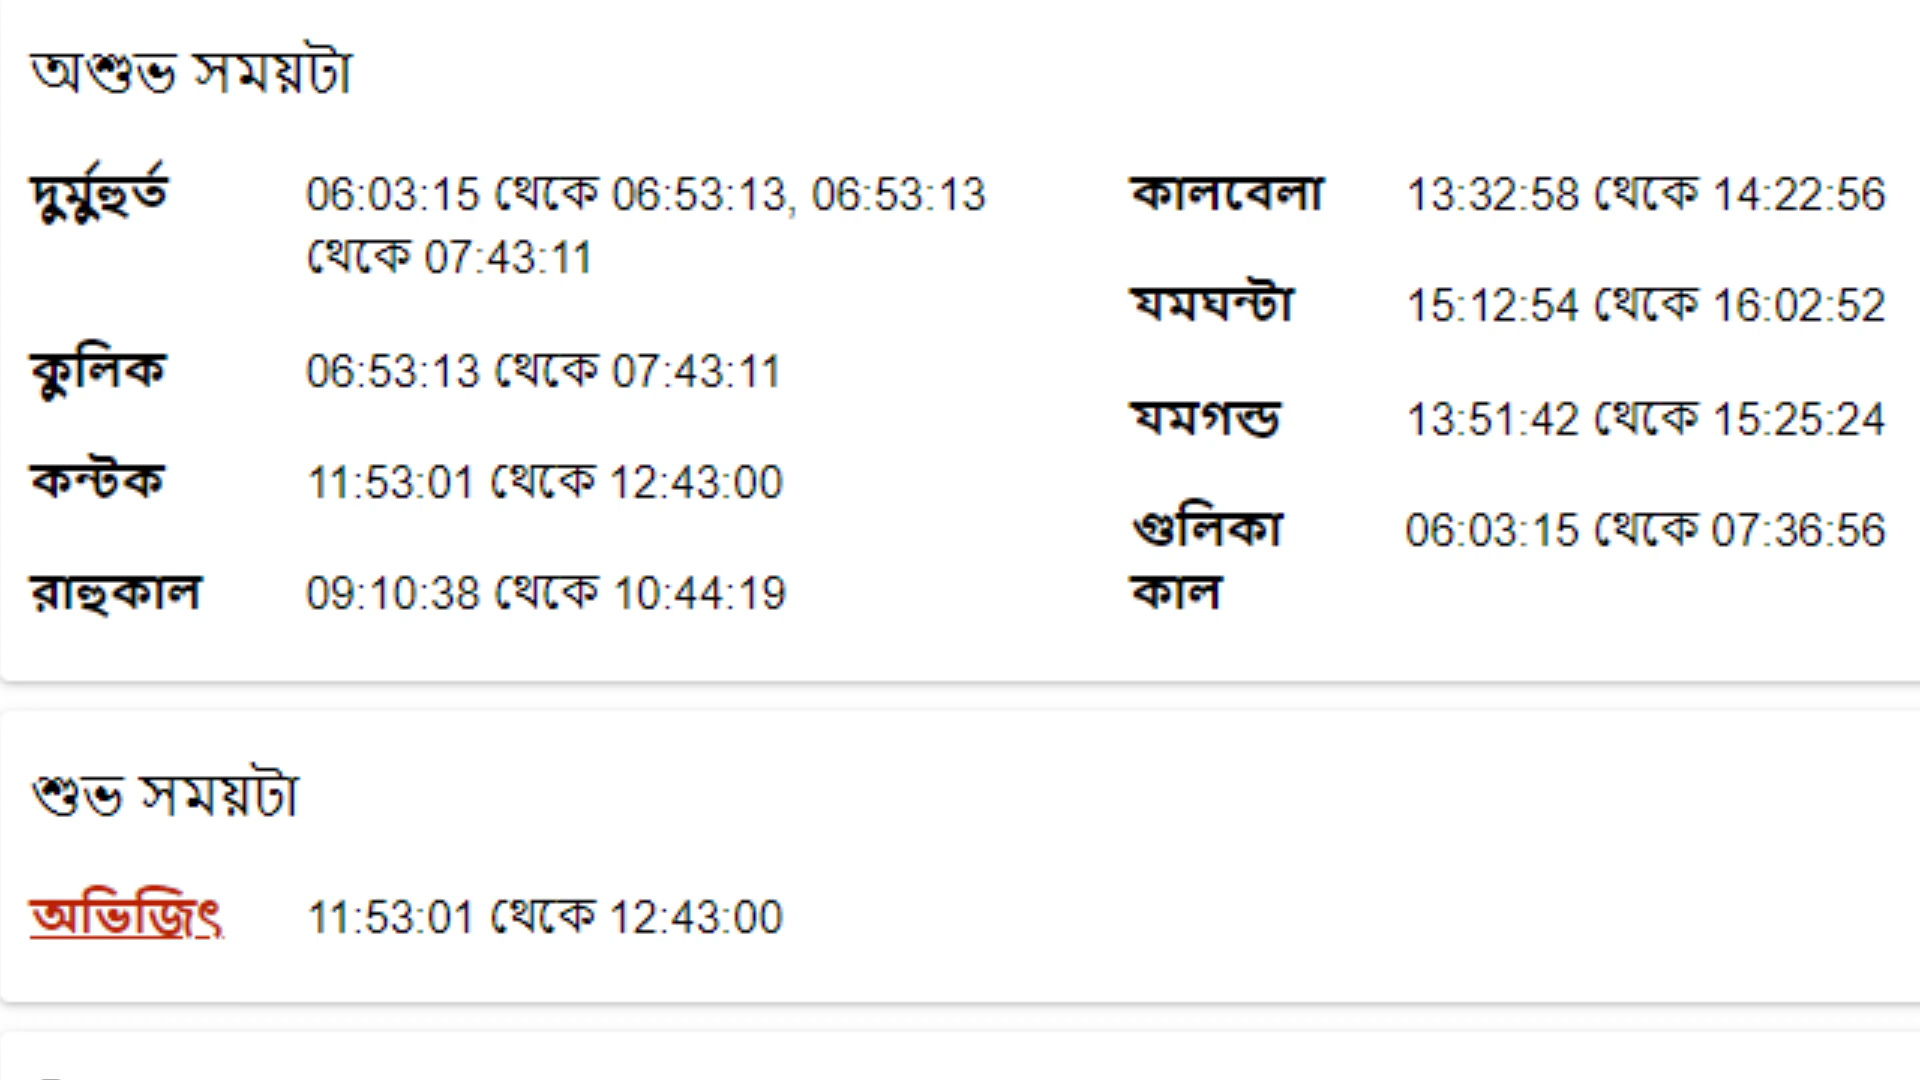 অশুভ সময়টা
দুর্মুহুর্ত 06:03:15 থেকে 06:53:13, 06:53:13
থেকে 07:43:11
কুলিক 06:53:13 থেকে 07:43:11
কন্টক 11:53:01 থেকে 12:43:00
রাহুকাল 09:10:38 থেকে 10:44:19
কালবেলা 13:32:58 থেকে 14:22:56
যমঘন্টা 15:12:54 থেকে 16:02:52
যমগন্ড 13:51:42 থেকে 15:25:24
গুলিকা 06:03:15 থেকে 07:36:56
কাল
শুভ সময়টা
অভিজিৎ 11:53:01 থেকে 12:43:00